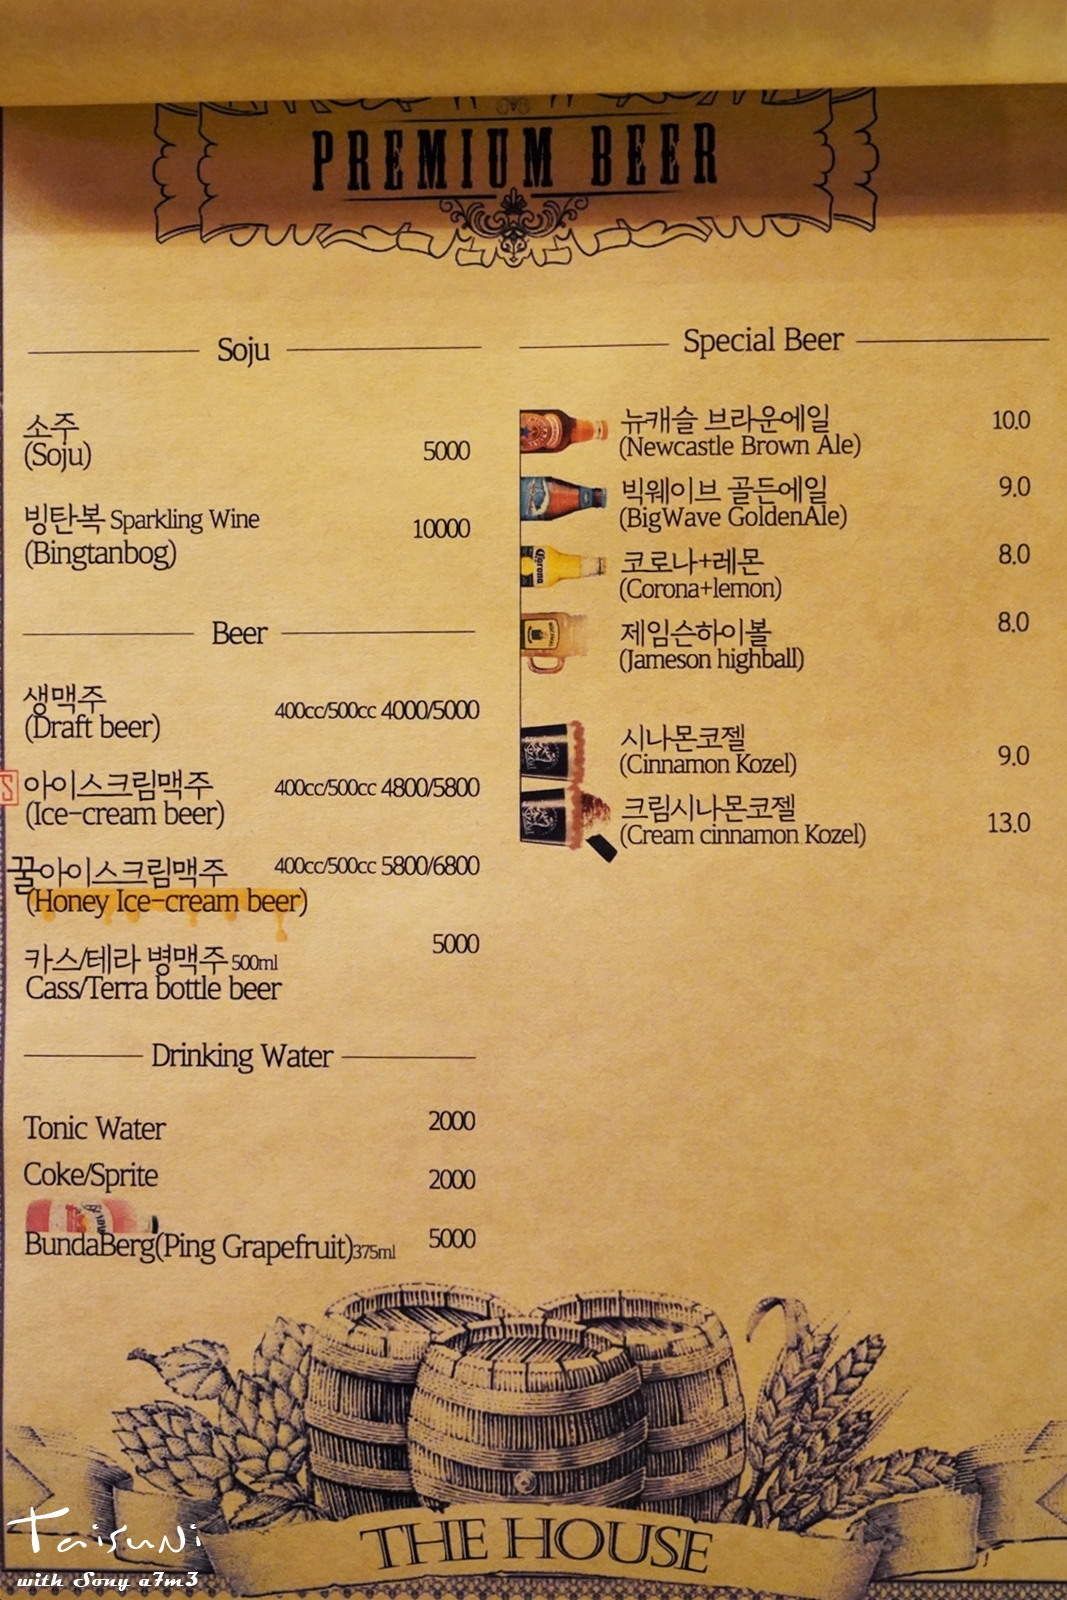 PREMIUM BEER
Soju
소주
(Soju)
5000
빙탄복 Sparkling Wine
(Bingtanbog)
10000
Beer
생맥주
(Draft beer)
400cc/500cc 4000/5000
아이스크림맥주
(Ice-cream beer)
400cc/500cc 4800/5800
꿀아이스크림맥주
(Honey Ice-cream beer)
400cc/500cc 5800/6800
카스/테라 병맥주 500ml
Cass/Terra bottle beer
5000
Drinking Water
Tonic Water
2000
Coke/Sprite
2000
BundaBerg(Ping Grapefruit)375ml
5000
Special Beer
뉴캐슬 브라운에일
(Newcastle Brown Ale)
10.0
빅웨이브 골든에일
(BigWave GoldenAle)
9.0
Corona
코로나+레몬
(Corona+lemon)
8.0
제임슨하이볼
(Jameson highball)
8.0
시나몬코젤
(Cinnamon Kozel)
9.0
크림시나몬코젤
(Cream cinnamon Kozel)
13.0
THE HOUSE
Taisuni
with Sony a7m3